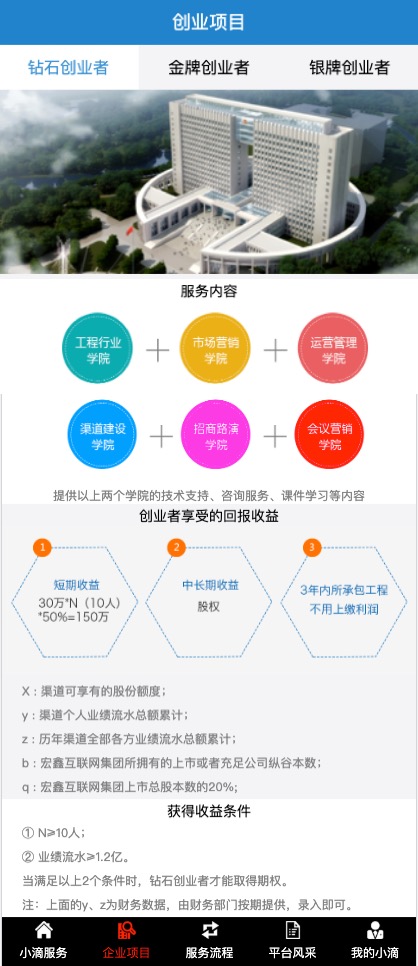 创业项目
钻石创业者 金牌创业者 银牌创业者
服务内容
工程行业
学院
市场营销
学院
运营管理
学院
渠道建设
学院
招商路演
学院
会议营销
学院
提供以上两个学院的技术支持、咨询服务、课件学习等内容
创业者享受的回报收益
1
短期收益
30万*N（10人）
*50%=150万
2
中长期收益
股权
3
3年内所承包工程
不用上缴利润
X：渠道可享有的股份额度；
y：渠道个人业绩流水总额累计；
z：历年渠道全部各方业绩流水总额累计；
b：宏鑫互联网集团所拥有的上市或者充足公司纵谷本数；
q：宏鑫互联网集团上市总股本数的20%;
获得收益条件
① N≥10人；
② 业绩流水≥1.2亿。
当满足以上2个条件时，钻石创业者才能取得期权。
注：上面的y、z为财务数据，由财务部门按期提供，录入即可。
小滴服务 企业项目 服务流程 平台风采 我的小滴